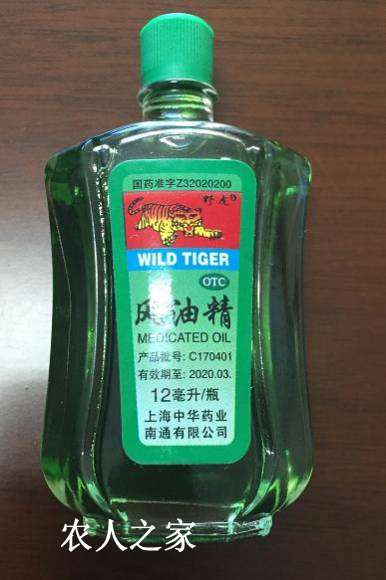 国药准字Z32020200
野虎®
WILD TIGER
OTC
风油精
MEDICATED OIL
产品批号: C170401
有效期至: 2020.03.
12毫升/瓶
上海中华药业
南通有限公司
农人之家